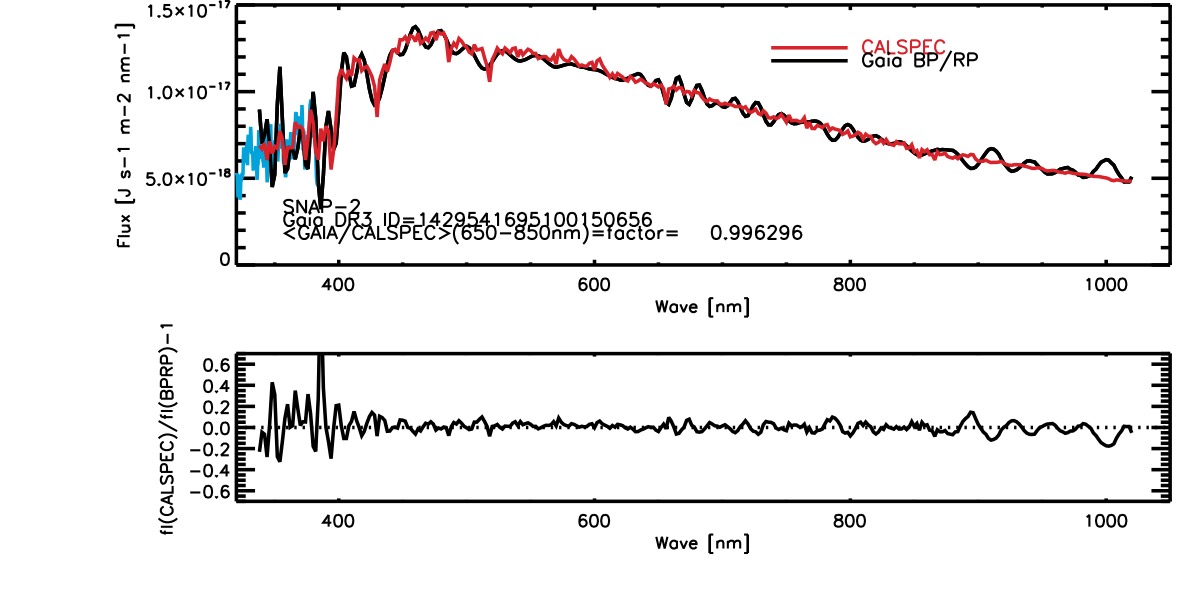 1.5×10−17
1.0×10−17
5.0×10−18
0
Flux [J s−1 m−2 nm−1]
CALSPEC
Gaia BP/RP
SNAP−2
Gaia DR3 ID=1429541695100150656
<GAIA/CALSPEC>(650−850nm)=factor= 0.996296
400 600 800 1000
Wave [nm]
fl(CALSPEC)/fl(BPRP)−1
0.6
0.4
0.2
0.0
−0.2
−0.4
−0.6
400 600 800 1000
Wave [nm]